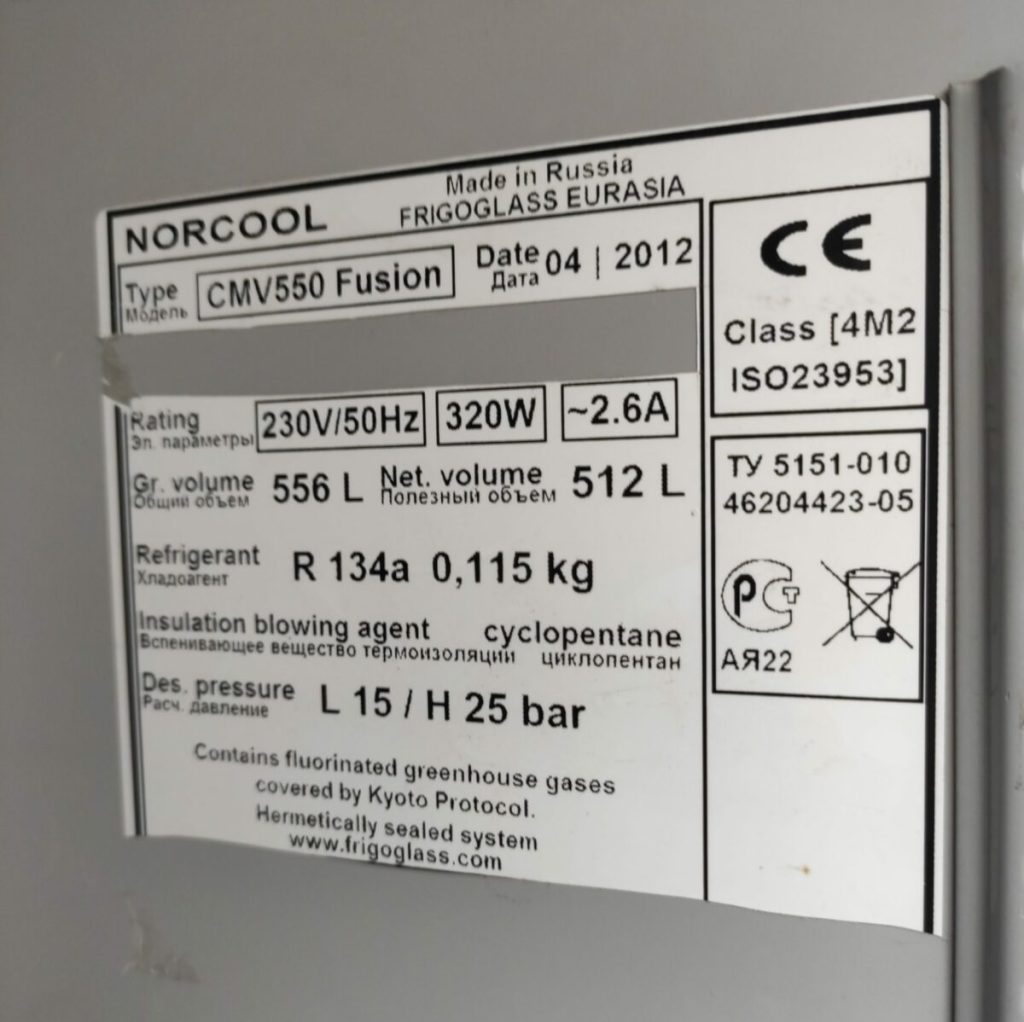 Made in Russia
NORCOOL FRIGOGLASS EURASIA
Type CMV550 Fusion Date 04 | 2012
Модель Дата
Rating 230V/50Hz 320W ~2.6A
Эл. параметры
Gr. volume 556 L Net. volume 512 L
Общий объем Полезный объем
Refrigerant R 134a 0,115 kg
Хладоагент
Insulation blowing agent cyclopentane
Вспенивающее вещество термоизоляции циклопентан
Des. pressure L 15 / H 25 bar
Расч. давление
Contains fluorinated greenhouse gases
covered by Kyoto Protocol.
Hermetically sealed system
www.frigoglass.com
CE
Class [4M2
ISO23953]
ТУ 5151-010
46204423-05
РСТ
АЯ22